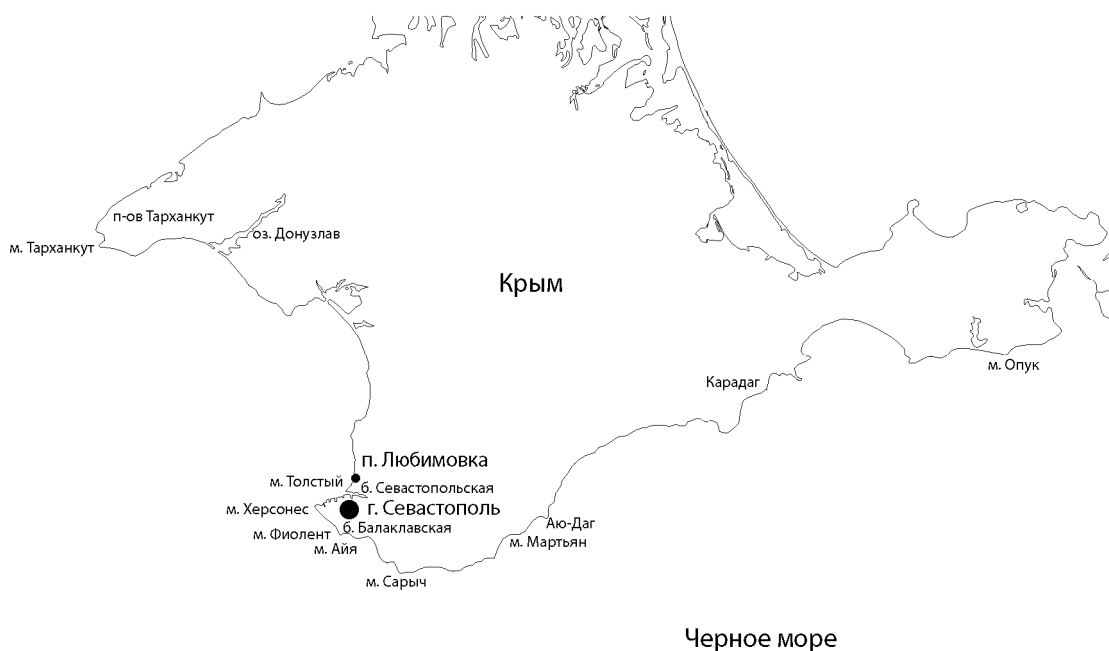 п-ов Тарханкут
оз. Донузлав
м. Тарханкут
Крым
м. Опук
Карадаг
п. Любимовка
м. Толстый
б. Севастопольская
м. Херсонес
г. Севастополь
б. Балаклавская
Аю-Даг
м. Фиолент
м. Мартьян
м. Айя
м. Сарыч
Черное море